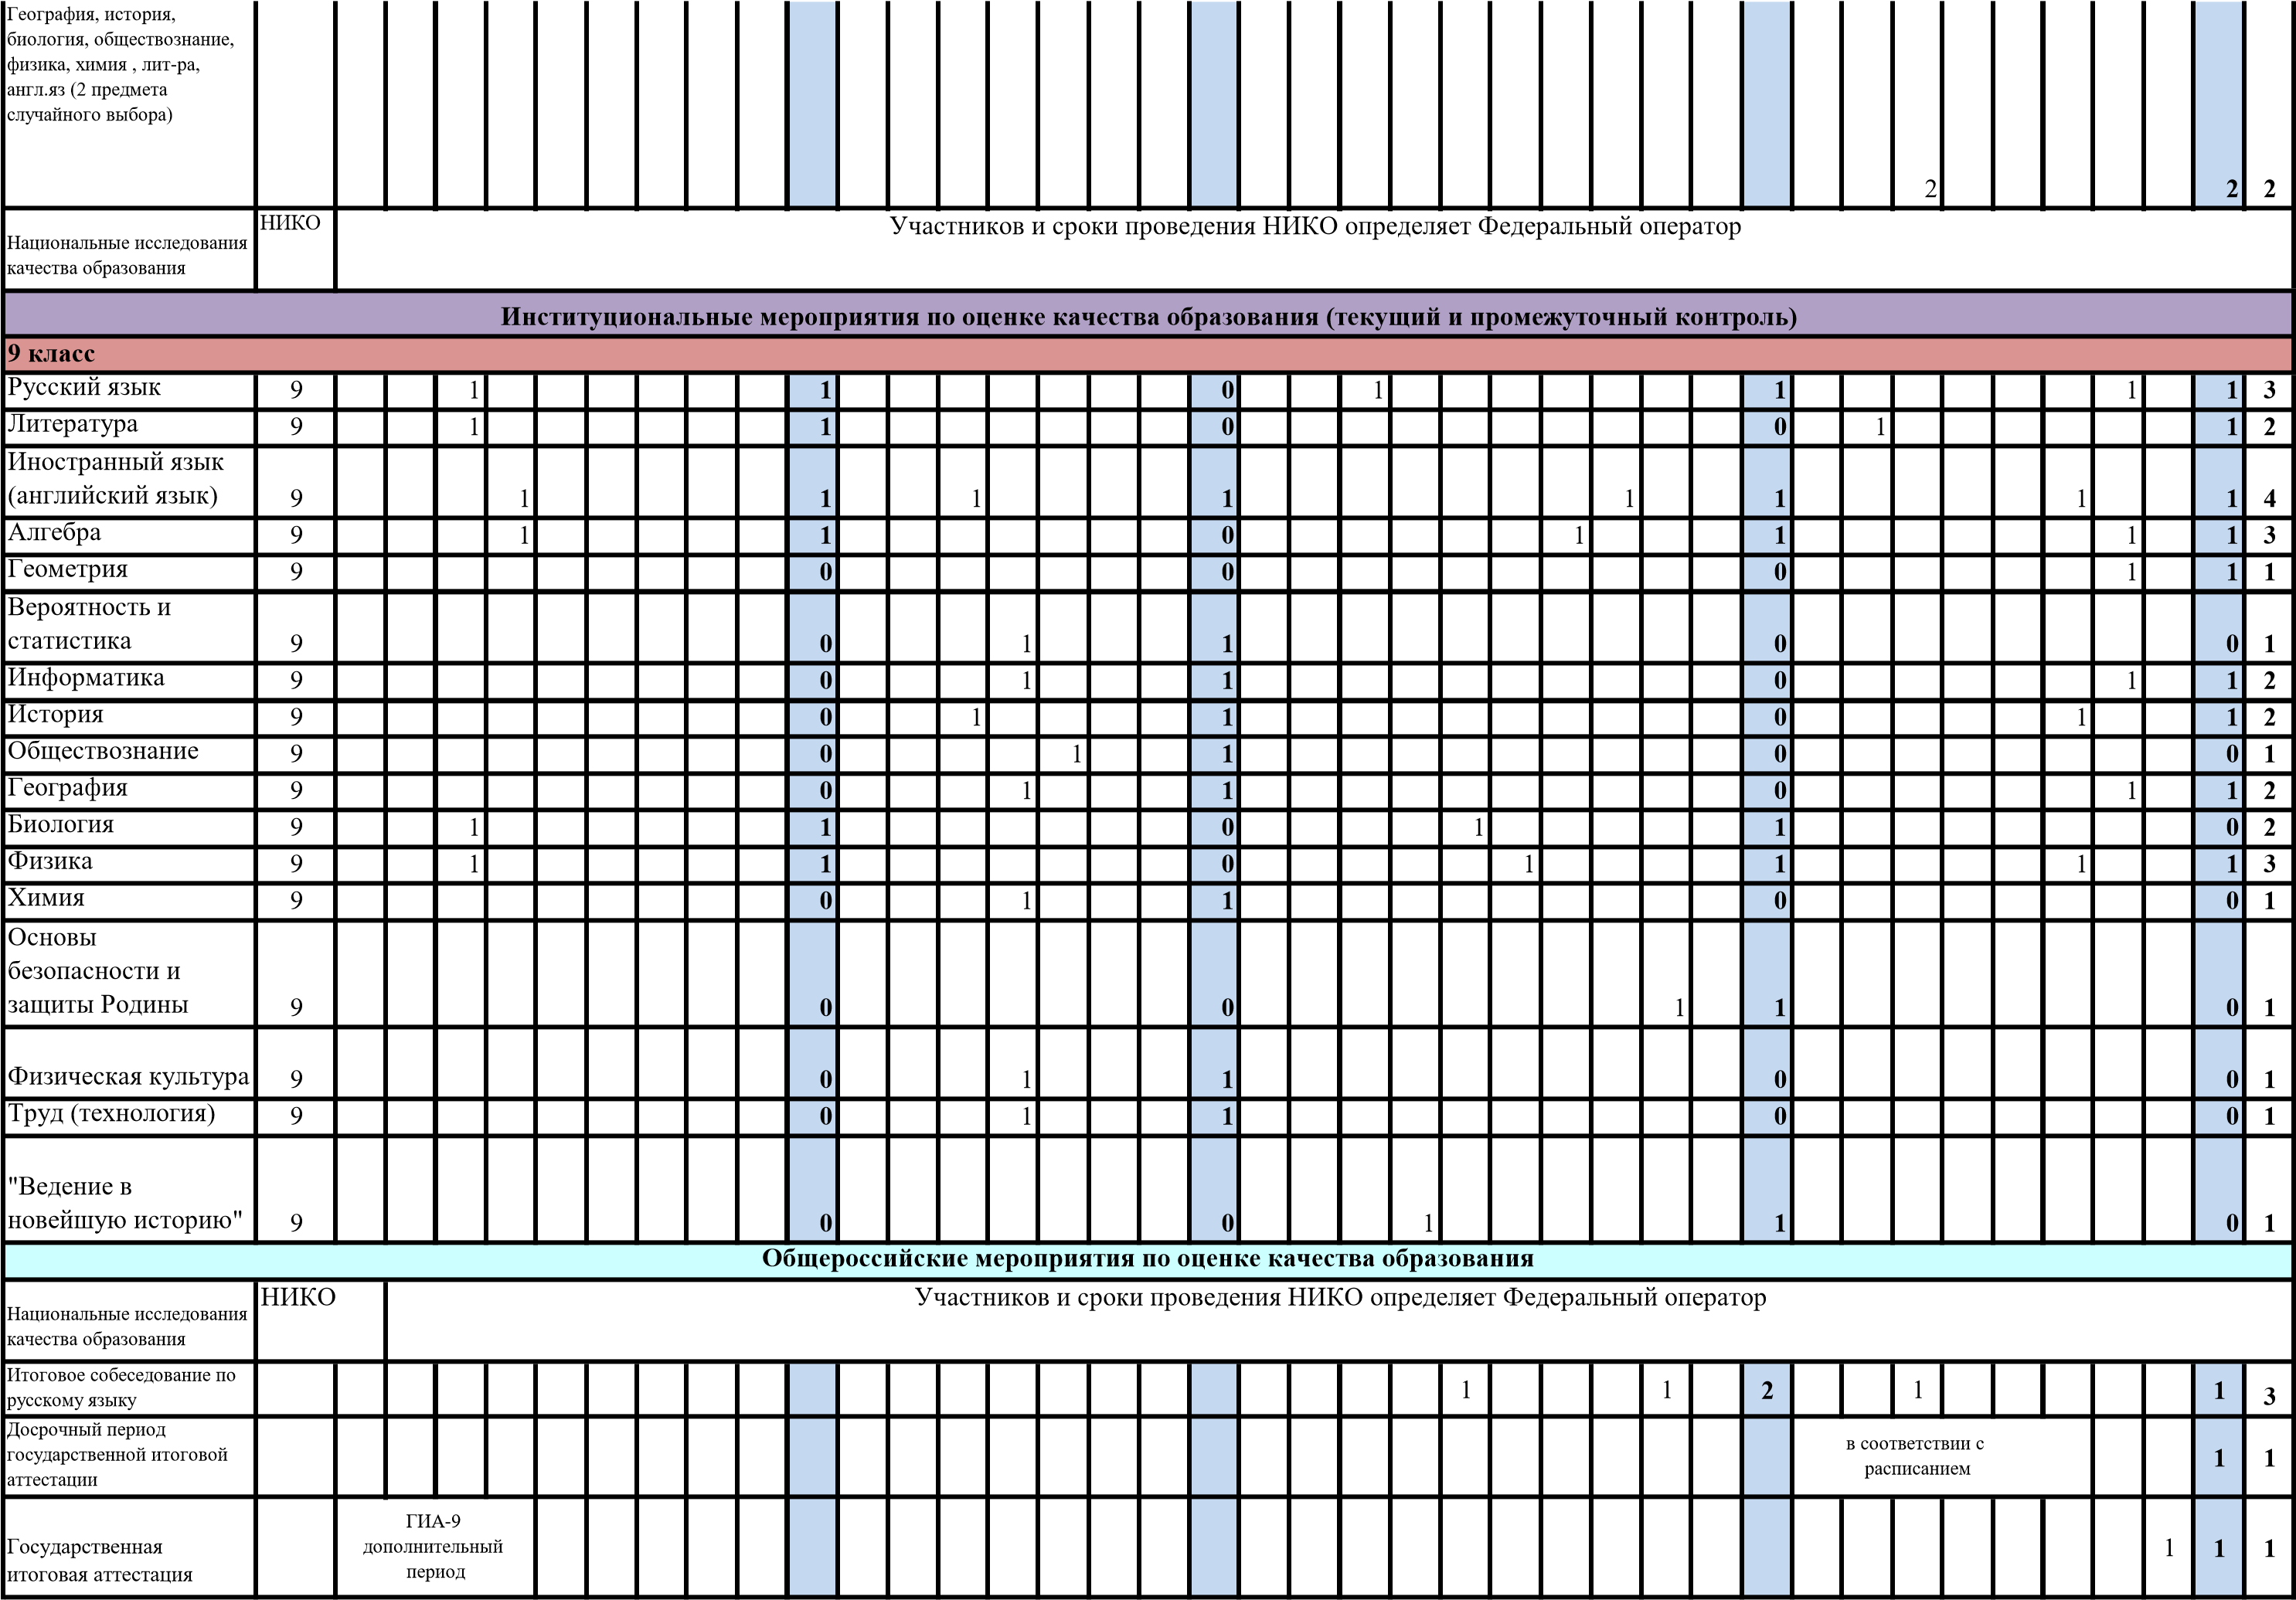 География, история,
биология, обществознание,
физика, химия , лит-ра,
англ.яз (2 предмета
случайного выбора)
2 2 2
НИКО
Участников и сроки проведения НИКО определяет Федеральный оператор
Национальные исследования
качества образования
Институциональные мероприятия по оценке качества образования (текущий и промежуточный контроль)
9 класс
Русский язык 9 1 1 0 1 1 1 1 3
Литература 9 1 1 0 0 1 1 2
Иностранный язык
(английский язык) 9 1 1 1 1 1 1 1 1 4
Алгебра 9 1 1 0 1 1 1 1 3
Геометрия 9 0 0 0 1 1 1
Вероятность и
статистика 9 0 1 1 0 0 1
Информатика 9 0 1 1 0 1 1 2
История 9 0 1 1 0 1 1 2
Обществознание 9 0 1 1 0 0 1
География 9 0 1 1 0 1 1 2
Биология 9 1 1 0 1 1 0 2
Физика 9 1 1 0 1 1 1 1 3
Химия 9 0 1 1 0 0 1
Основы
безопасности и
защиты Родины 9 0 0 1 1 0 1
Физическая культура 9 0 1 1 0 0 1
Труд (технология) 9 0 1 1 0 0 1
"Ведение в
новейшую историю" 9 0 0 1 1 0 1
Общероссийские мероприятия по оценке качества образования
НИКО
Участников и сроки проведения НИКО определяет Федеральный оператор
Национальные исследования
качества образования
Итоговое собеседование по
русскому языку 1 1 2 1 1 3
Досрочный период
государственной итоговой
аттестации
в соответствии с
расписанием
1 1
ГИА-9
дополнительный
период
Государственная
итоговая аттестация
1 1 1